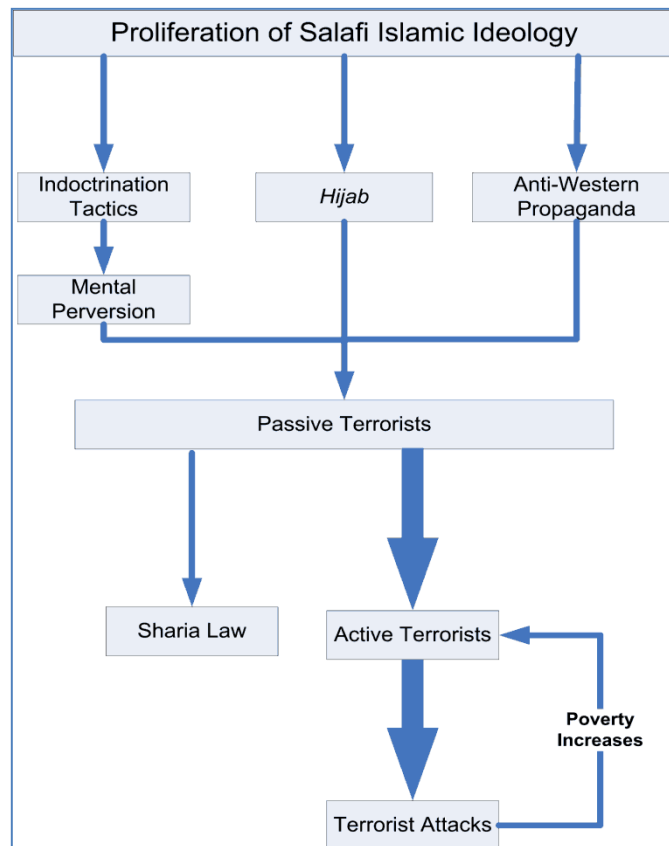 Proliferation of Salafi Islamic Ideology
Indoctrination
Tactics
Hijab
Anti-Western
Propaganda
Mental
Perversion
Passive Terrorists
Sharia Law
Active Terrorists
Poverty
Increases
Terrorist Attacks